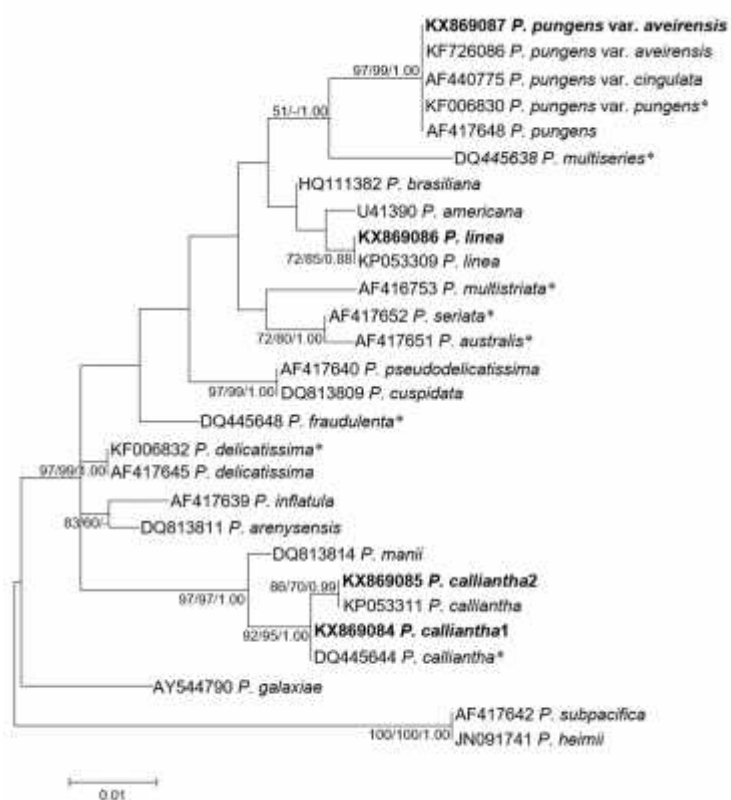 KX869087 P. pungens var. aveirensis
KF726086 P. pungens var. aveirensis
97/99/1.00
AF440775 P. pungens var. cingulata
KF006830 P. pungens var. pungens*
51/-/1.00
AF417648 P. pungens
DQ445638 P. multiseries*
HQ111382 P. brasiliana
U41390 P. americana
KX869086 P. linea
72/85/0.88
KP053309 P. linea
AF416753 P. multistriata*
AF417652 P. seriata*
72/80/1.00
AF417651 P. australis*
AF417640 P. pseudodelicatissima
97/99/1.00
DQ813809 P. cuspidata
DQ445648 P. fraudulenta*
KF006832 P. delicatissima*
97/99/1.00
AF417645 P. delicatissima
AF417639 P. inflatula
83/60/-
DQ813811 P. arenysensis
DQ813814 P. manii
KX869085 P. calliantha2
86/70/0.99
97/97/1.00
KP053311 P. calliantha
KX869084 P. calliantha1
92/95/1.00
DQ445644 P. calliantha*
AY544790 P. galaxiae
AF417642 P. subpacifica
100/100/1.00
JN091741 P. heimii
0.01